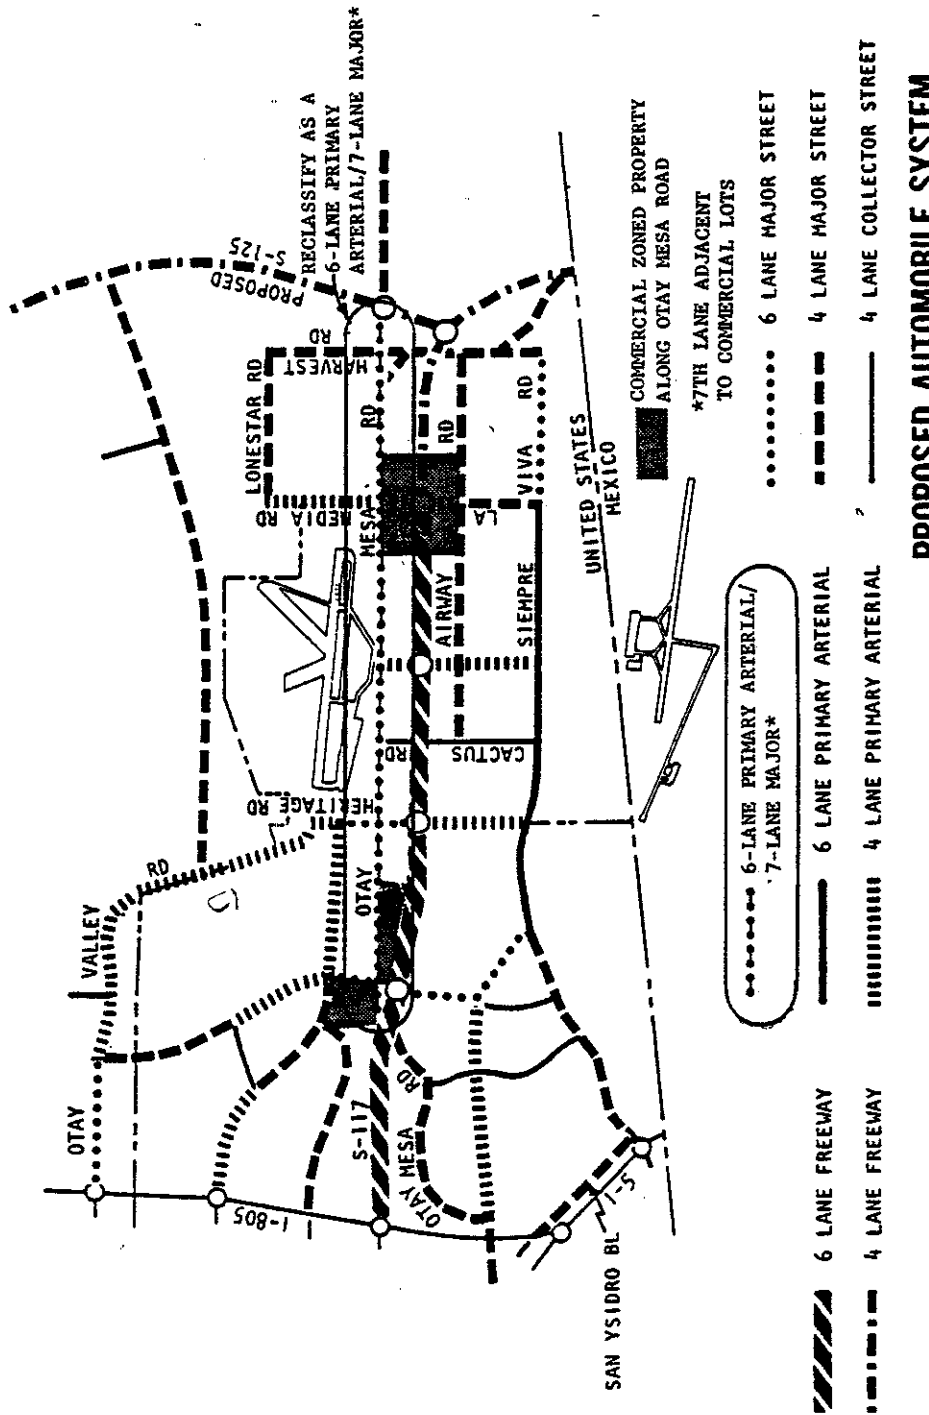 RECLASSIFY AS A
6-LANE PRIMARY
ARTERIAL/7-LANE MAJOR*
PROPOSED S-125
OTAY
VALLEY
RD
HERITAGE RD
LONESTAR RD
HARVEST RD
MEDIA RD
OTAY
MESA
RD
I-805
S-117
OTAY MESA
RD
CACTUS RD
AIRWAY
RD
LA
SIEMPRE
VIVA
RD
SAN YSIDRO BL
I-5
UNITED STATES
MEXICO
COMMERCIAL ZONED PROPERTY
ALONG OTAY MESA ROAD
*7TH LANE ADJACENT
TO COMMERCIAL LOTS
6-LANE PRIMARY ARTERIAL/
7-LANE MAJOR*
6 LANE FREEWAY
6 LANE PRIMARY ARTERIAL
4 LANE FREEWAY
4 LANE PRIMARY ARTERIAL
6 LANE MAJOR STREET
4 LANE MAJOR STREET
4 LANE COLLECTOR STREET
PROPOSED AUTOMOBILE SYSTEM